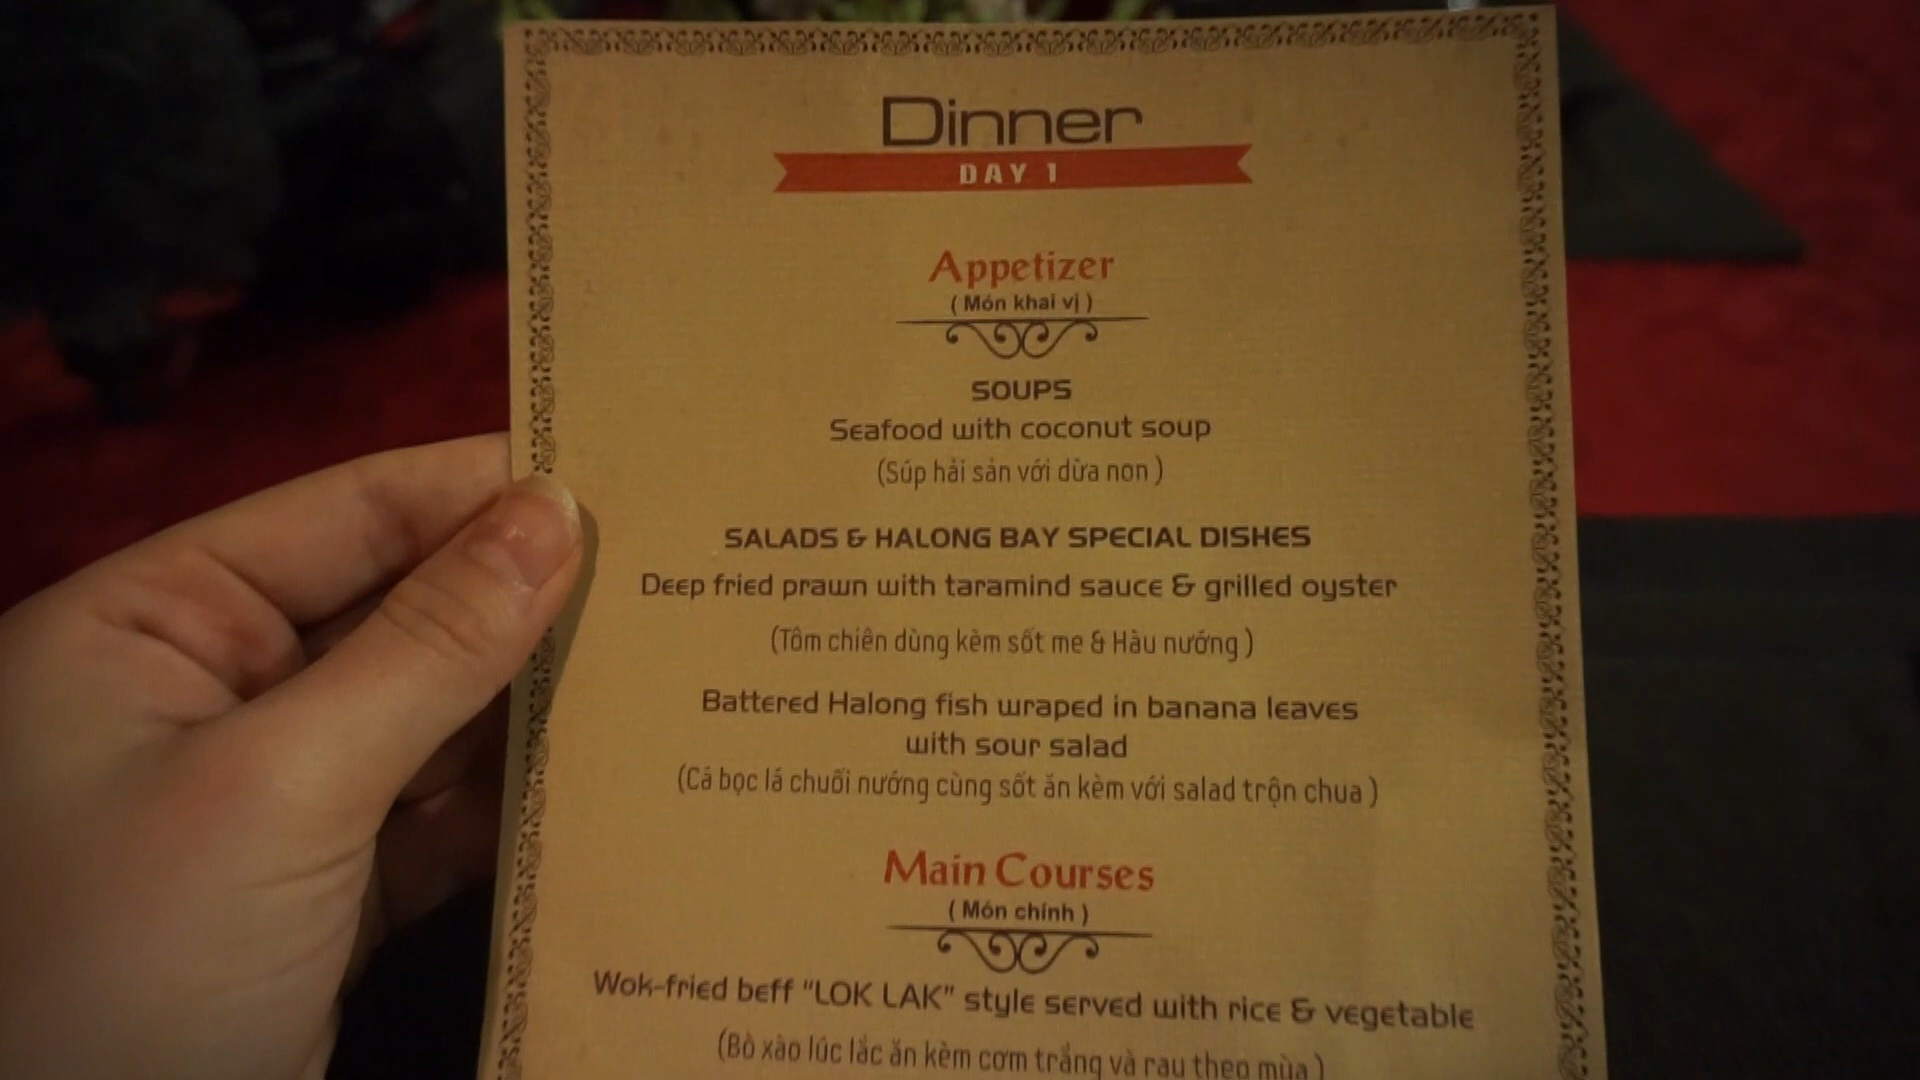 Dinner
DAY 1
Appetizer
( Món khai vị )
SOUPS
Seafood with coconut soup
(Súp hải sản với dừa non )
SALADS & HALONG BAY SPECIAL DISHES
Deep fried prawn with taramind sauce & grilled oyster
(Tôm chiên dùng kèm sốt me & Hàu nướng )
Battered Halong fish wraped in banana leaves
with sour salad
(Cá bọc lá chuối nướng cùng sốt ăn kèm với salad trộn chua )
Main Courses
( Món chính )
Wok-fried beff "LOK LAK" style served with rice & vegetable
(Bò xào lúc lắc ăn kèm cơm trắng và rau theo mùa )